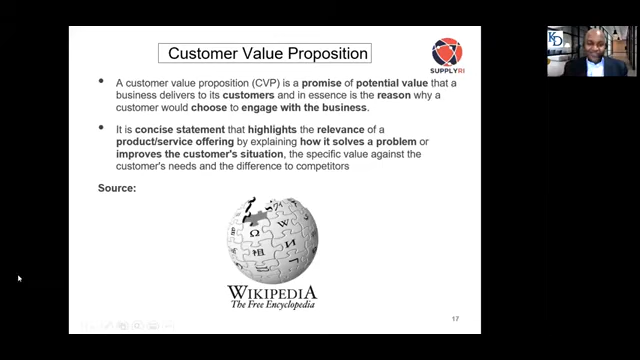 Customer Value Proposition
SUPPLYRI
KD
• A customer value proposition (CVP) is a promise of potential value that a
business delivers to its customers and in essence is the reason why a
customer would choose to engage with the business.
• It is concise statement that highlights the relevance of a
product/service offering by explaining how it solves a problem or
improves the customer's situation, the specific value against the
customer's needs and the difference to competitors
Source:
Ω
W
И
祖
WIKIPEDIA
The Free Encyclopedia
17